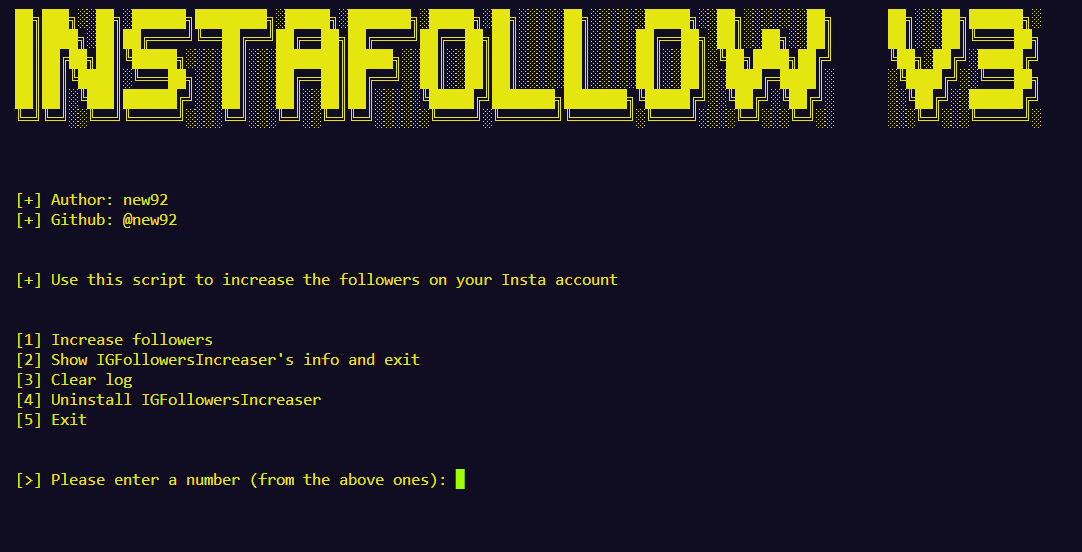 INSTAFOLLOW V3
[+] Author: new92
[+] Github: @new92
[+] Use this script to increase the followers on your Insta account
[1] Increase followers
[2] Show IGFollowersIncreaser's info and exit
[3] Clear log
[4] Uninstall IGFollowersIncreaser
[5] Exit
[>] Please enter a number (from the above ones):